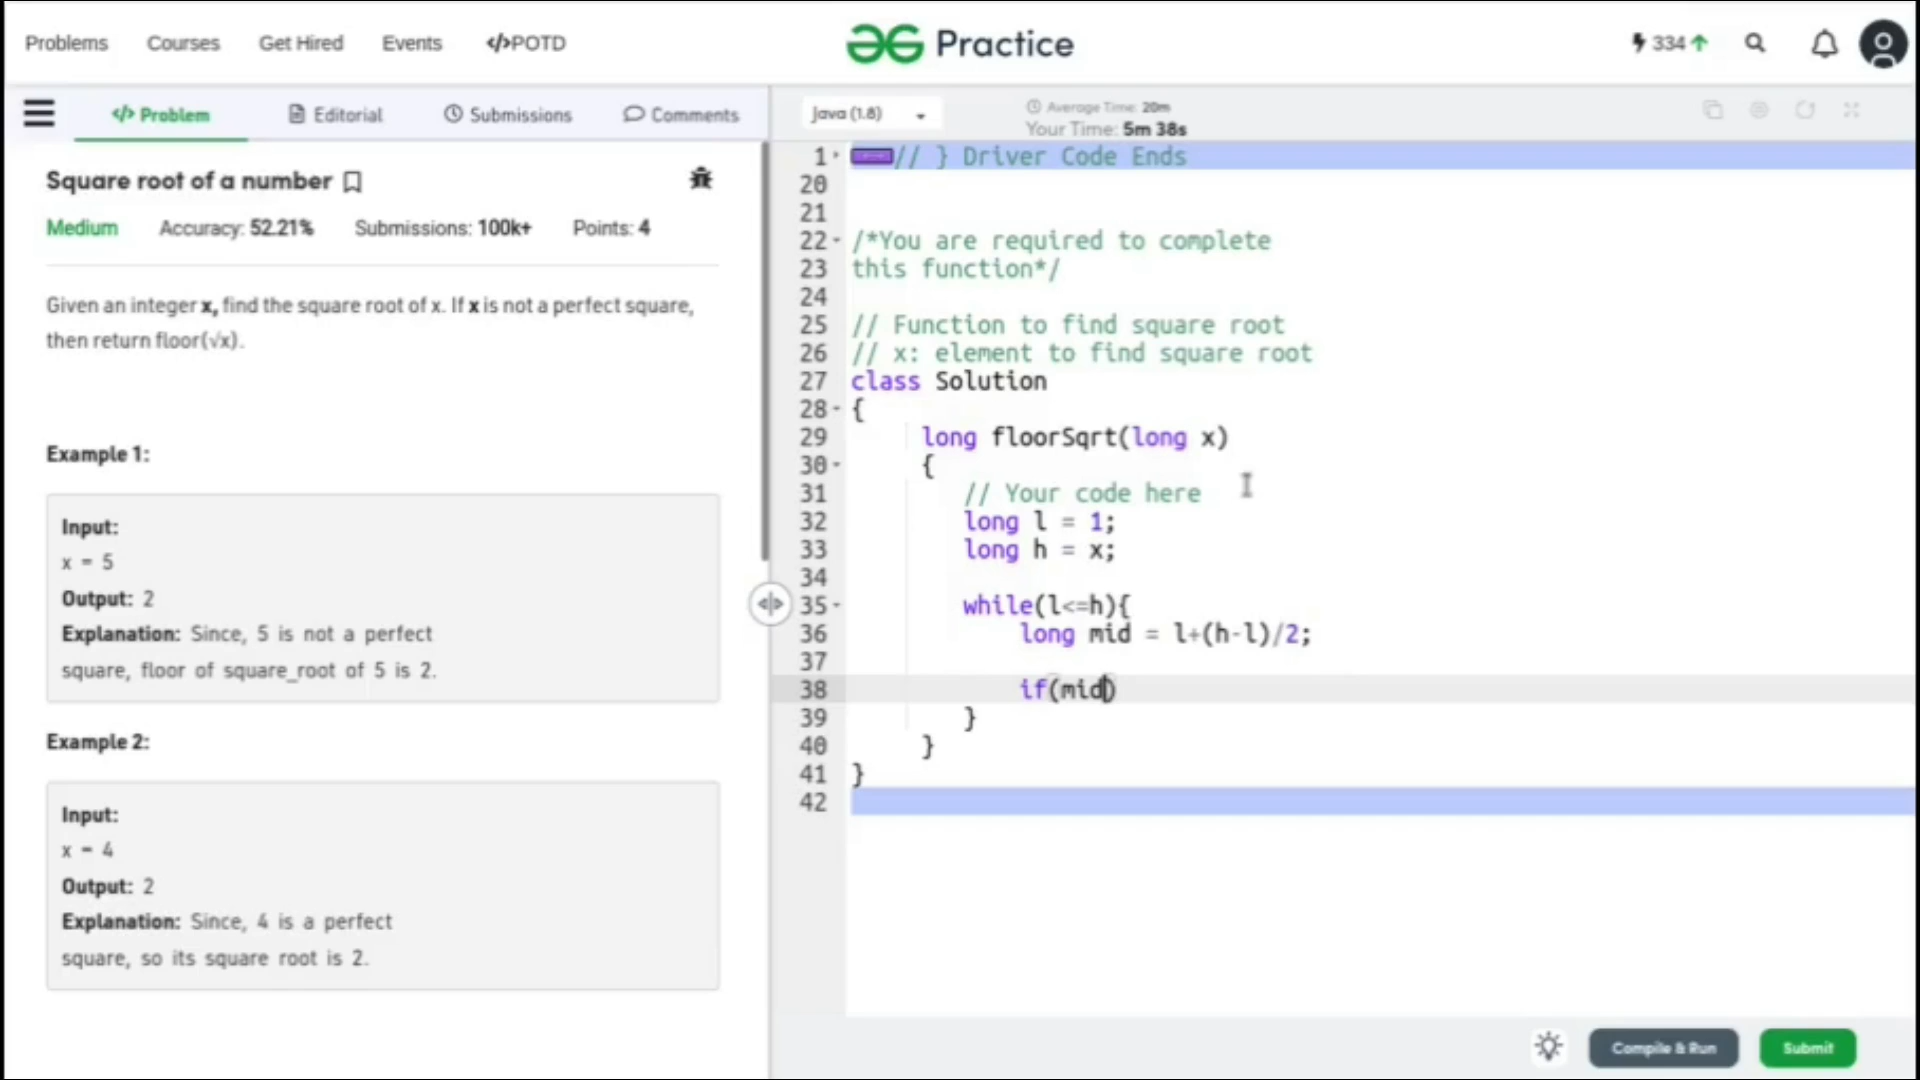 Problems Courses Get Hired Events </>POTD
Practice
334
Problem Editorial Submissions Comments
Java (1.8)
Average Time: 20m
Your Time: 5m 38s
Square root of a number
Medium Accuracy: 52.21% Submissions: 100k+ Points: 4
Given an integer x, find the square root of x. If x is not a perfect square,
then return floor(√x).
Example 1:
Input:
x = 5
Output: 2
Explanation: Since, 5 is not a perfect
square, floor of square_root of 5 is 2.
Example 2:
Input:
x = 4
Output: 2
Explanation: Since, 4 is a perfect
square, so its square root is 2.
1 // } Driver Code Ends
20
21
22 /*You are required to complete
23 this function*/
24
25 // Function to find square root
26 // x: element to find square root
27 class Solution
28 {
29 long floorSqrt(long x)
30 {
31 // Your code here
32 long l = 1;
33 long h = x;
34
35 while(l<=h){
36 long mid = l+(h-l)/2;
37
38 if(mid)
39 }
40 }
41 }
42
Compile & Run Submit